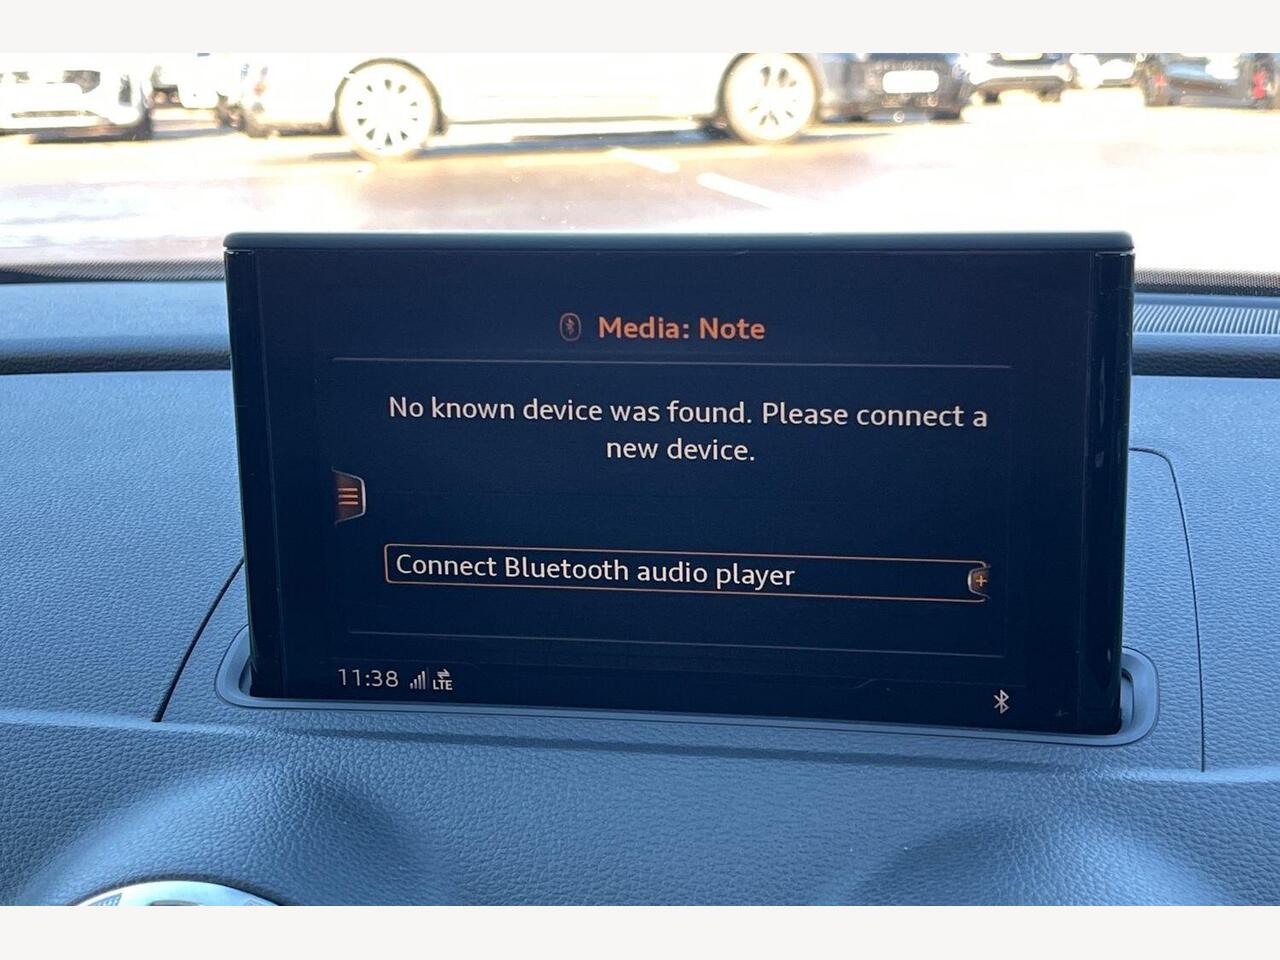 Media: Note
No known device was found. Please connect a
new device.
Connect Bluetooth audio player
11:38 LTE